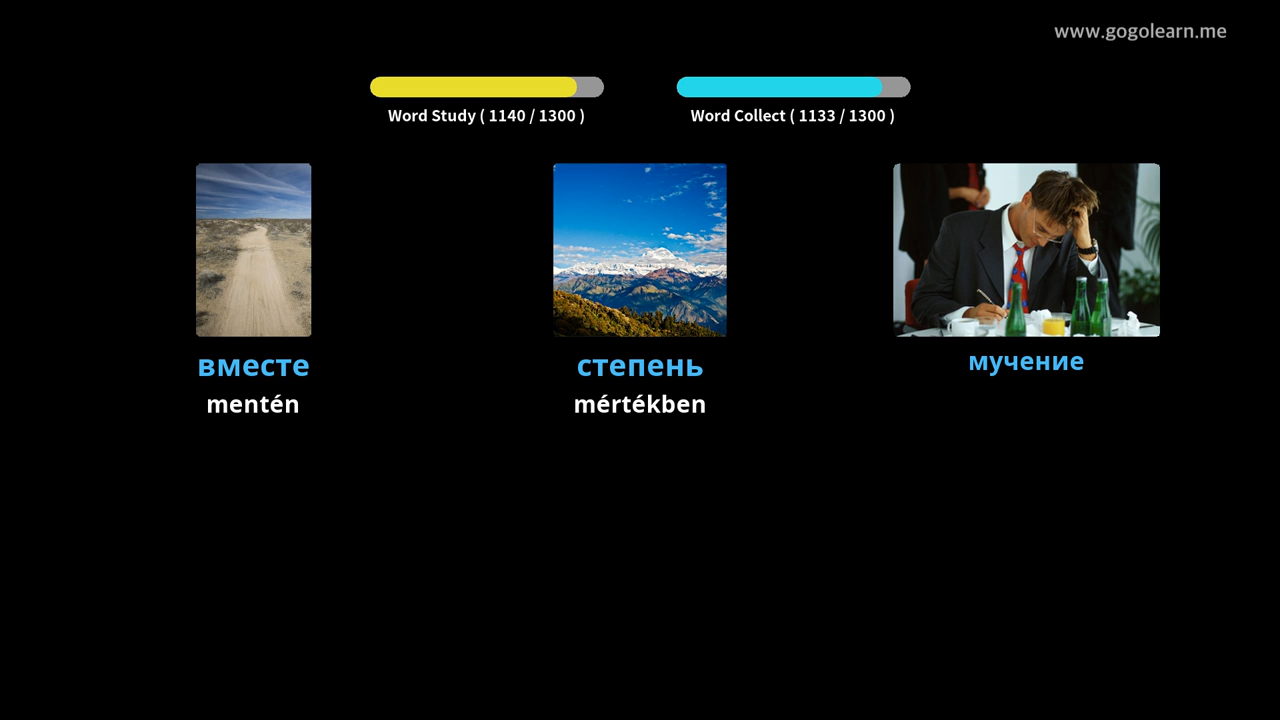 www.gogolearn.me
Word Study ( 1140 / 1300 )
Word Collect ( 1133 / 1300 )
вместе
mentén
степень
mértékben
мучение